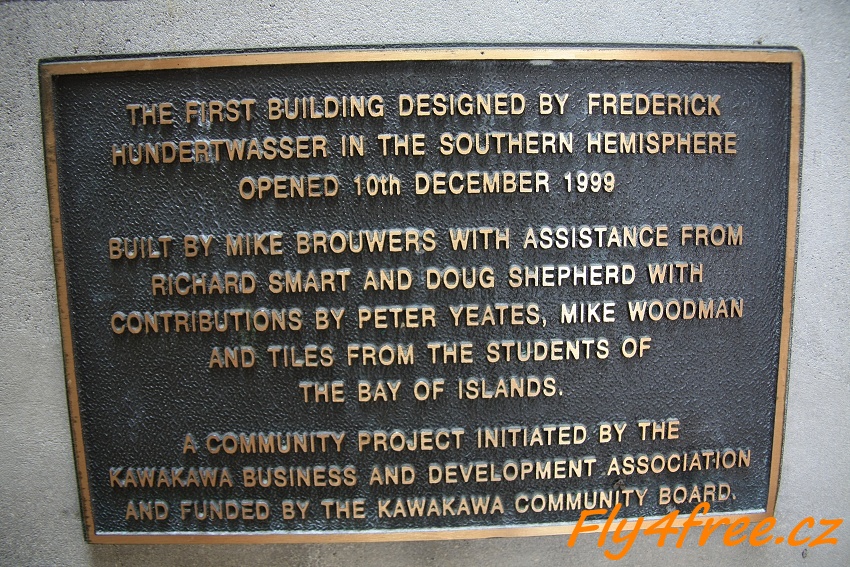 THE FIRST BUILDING DESIGNED BY FREDERICK
HUNDERTWASSER IN THE SOUTHERN HEMISPHERE
OPENED 10th DECEMBER 1999
BUILT BY MIKE BROUWERS WITH ASSISTANCE FROM
RICHARD SMART AND DOUG SHEPHERD WITH
CONTRIBUTIONS BY PETER YEATES, MIKE WOODMAN
AND TILES FROM THE STUDENTS OF
THE BAY OF ISLANDS.
A COMMUNITY PROJECT INITIATED BY THE
KAWAKAWA BUSINESS AND DEVELOPMENT ASSOCIATION
AND FUNDED BY THE KAWAKAWA COMMUNITY BOARD.
Fly4free.cz